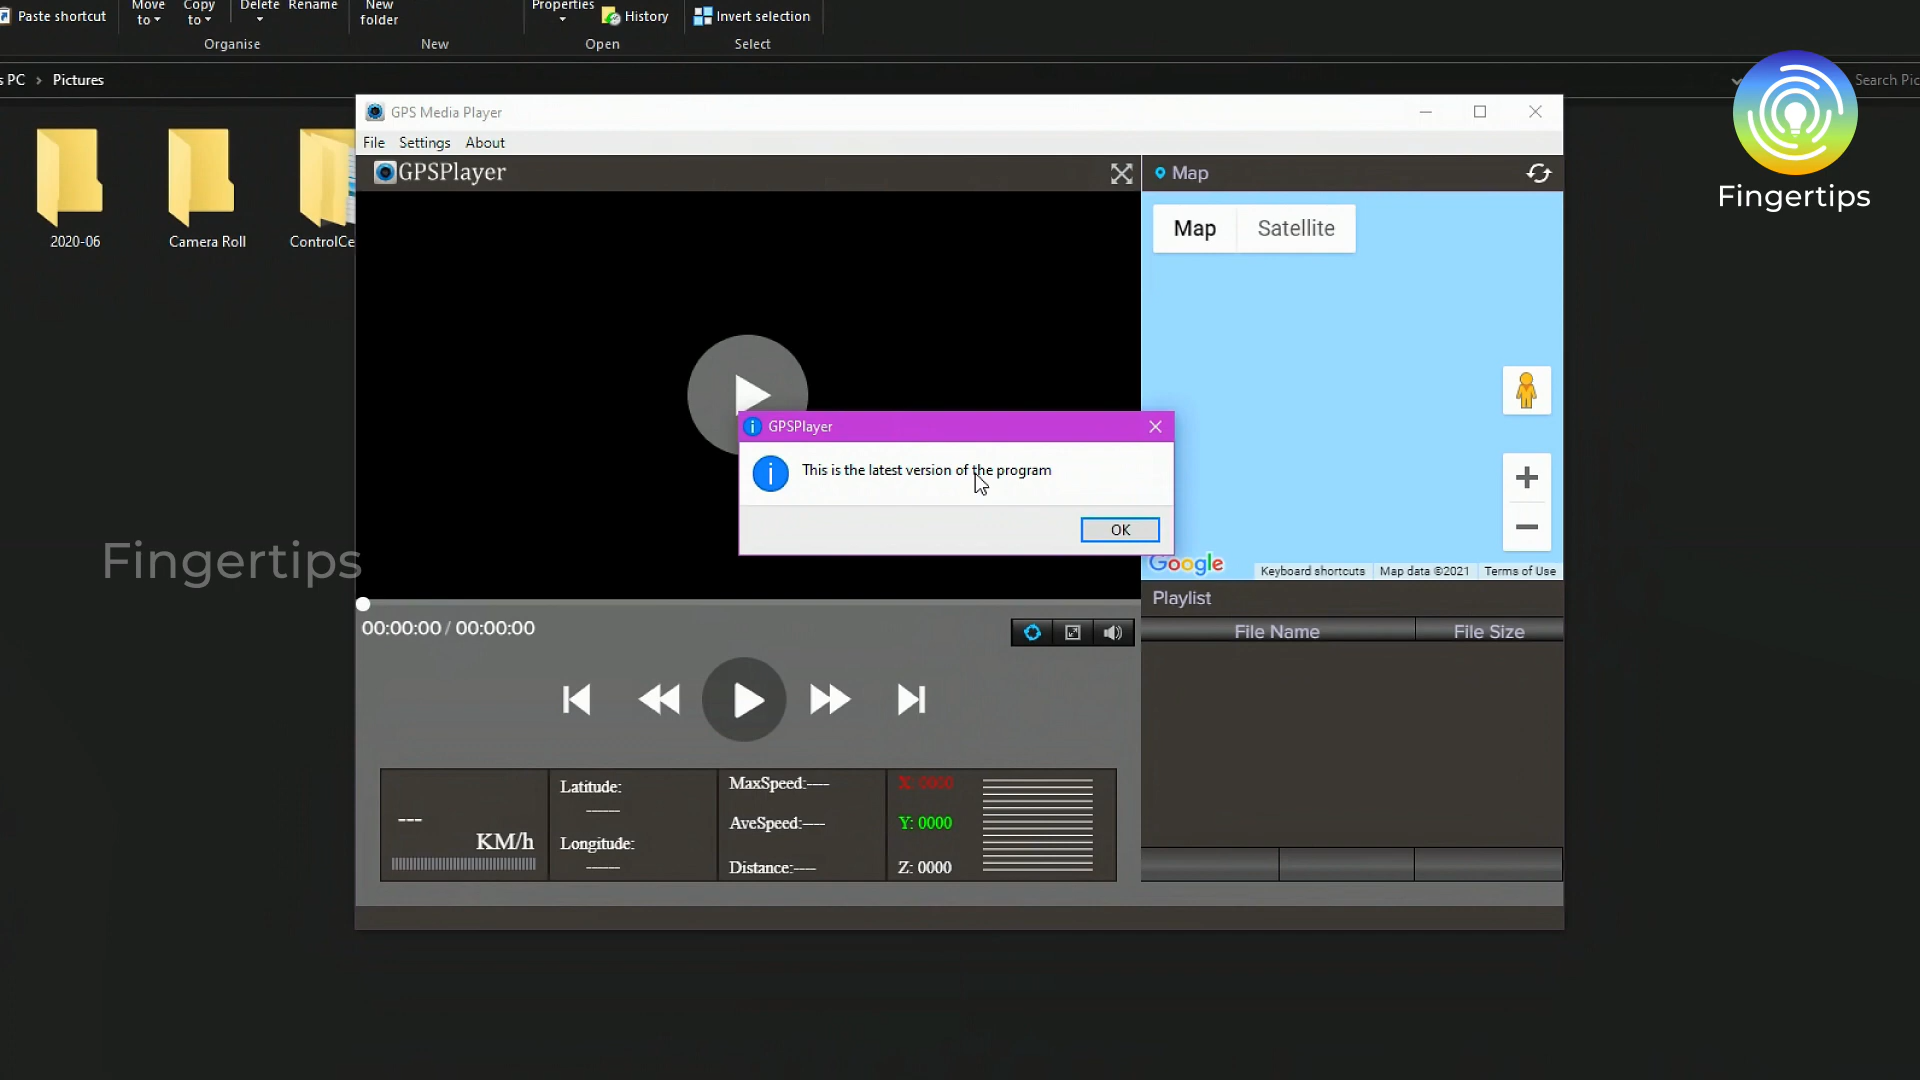 Paste shortcut
Move to
Copy to
Delete
Rename
New folder
Properties
History
Invert selection
Organise
New
Open
Select
s PC > Pictures
Search Pic
Fingertips
2020-06
Camera Roll
ControlCe
GPS Media Player
File Settings About
GPSPlayer
Map
Map Satellite
GPSPlayer
This is the latest version of the program
OK
Google
Keyboard shortcuts Map data ©2021 Terms of Use
Fingertips
Playlist
File Name File Size
00:00:00 / 00:00:00
--- KM/h
Latitude:
-----
Longitude:
-----
MaxSpeed:----
AveSpeed:----
Distance:----
X: 0000
Y: 0000
Z: 0000